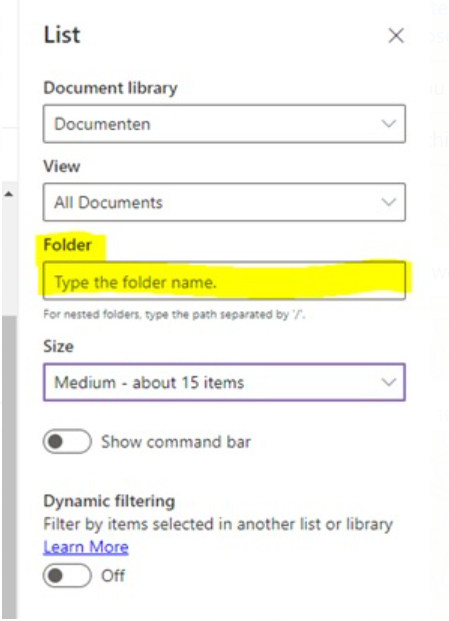 List
Document library
Documenten
View
All Documents
Folder
Type the folder name.
For nested folders, type the path separated by '/'.
Size
Medium - about 15 items
Show command bar
Dynamic filtering
Filter by items selected in another list or library
Learn More
Off